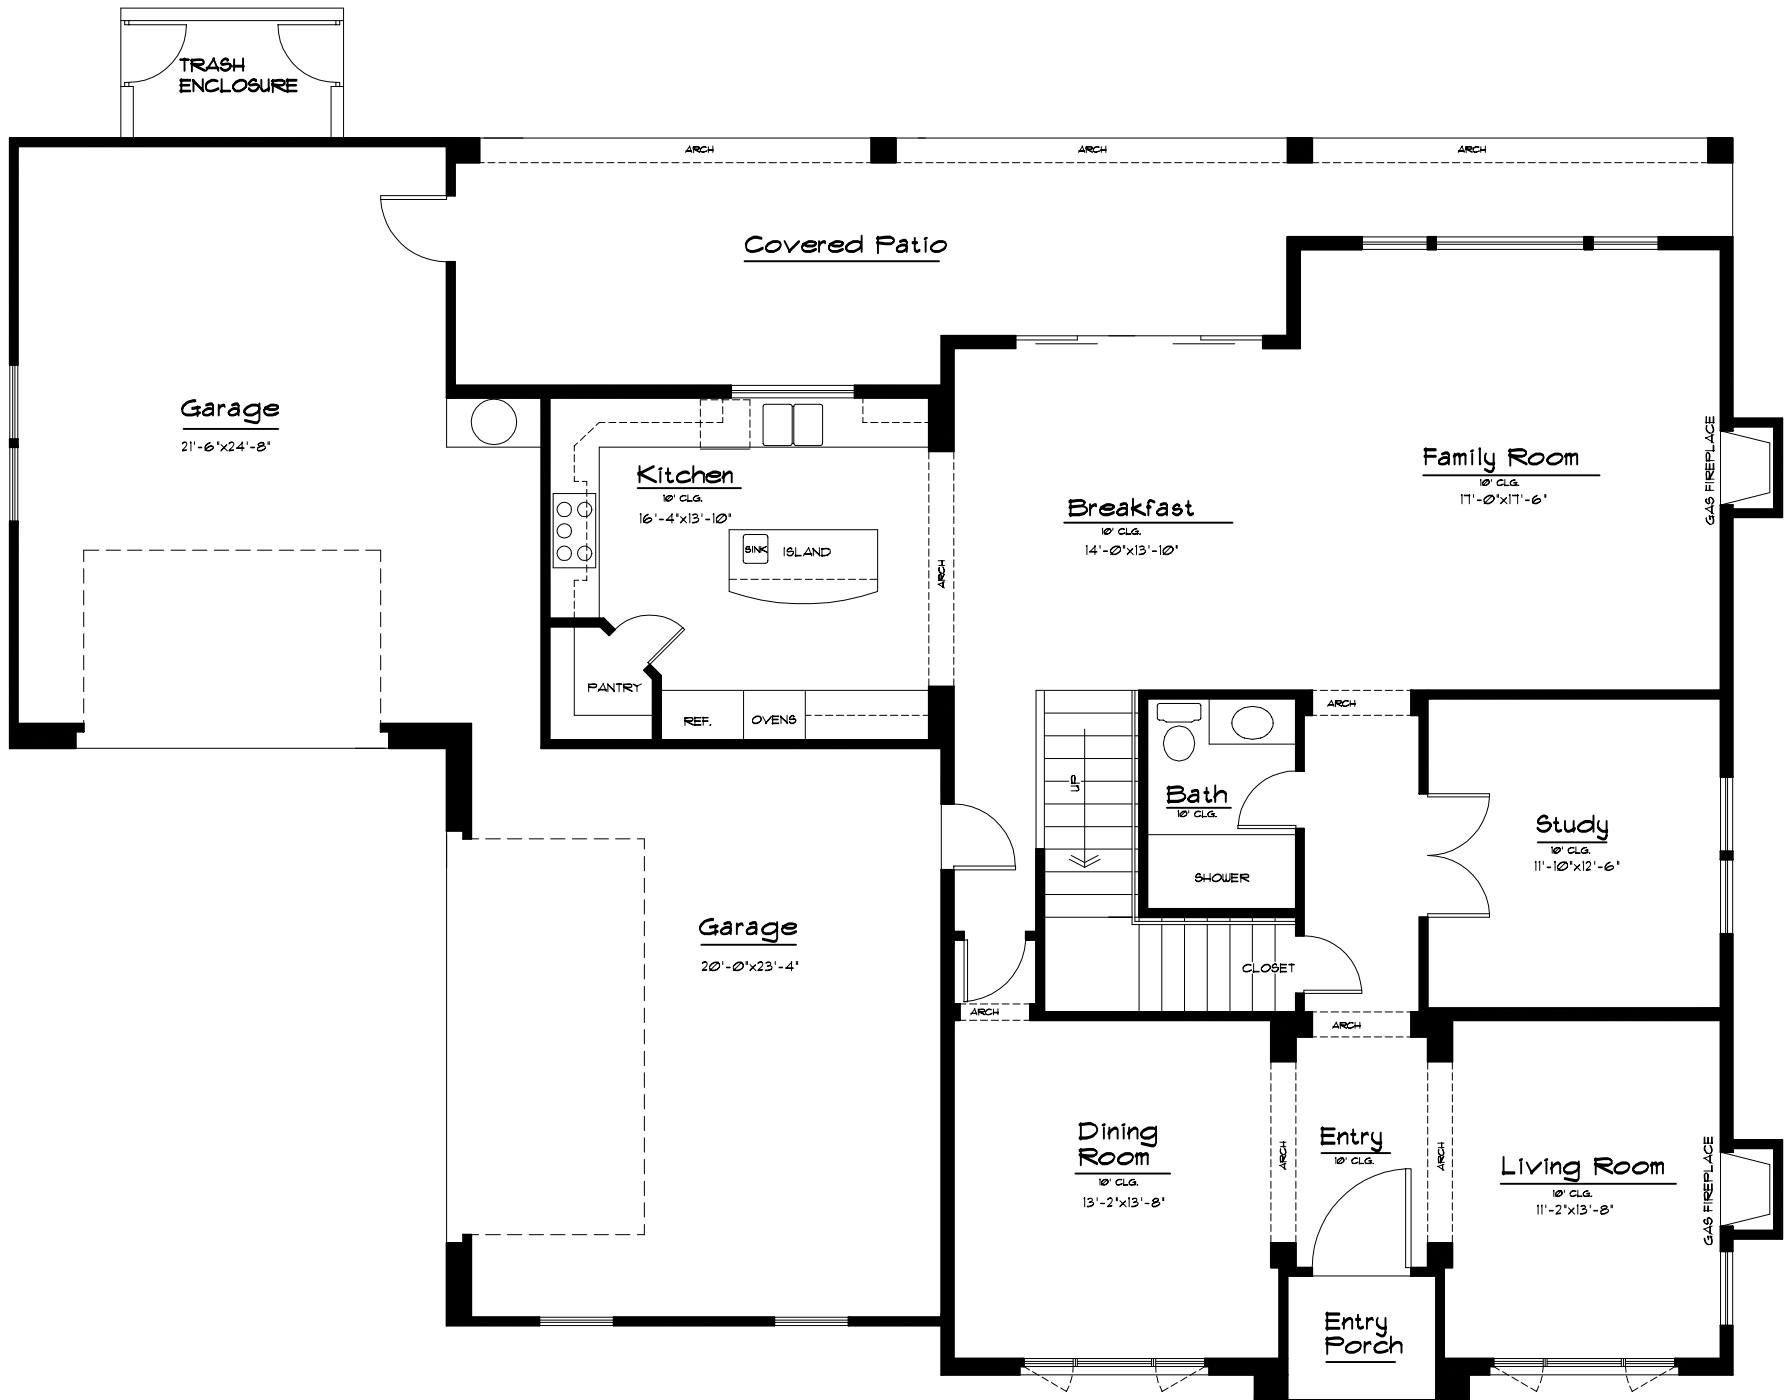 TRASH
ENCLOSURE
ARCH
ARCH
ARCH
Covered Patio
Garage
21'-6"x24'-8"
Kitchen
10' CLG.
16'-4"x13'-10"
SINK
ISLAND
ARCH
Breakfast
10' CLG.
14'-0"x13'-10"
Family Room
10' CLG.
17'-0"x17'-6"
GAS FIREPLACE
PANTRY
REF.
OVENS
UP
Bath
10' CLG.
SHOWER
ARCH
Study
10' CLG.
11'-10"x12'-6"
Garage
20'-0"x23'-4"
CLOSET
ARCH
ARCH
Dining
Room
10' CLG.
13'-2"x13'-8"
ARCH
Entry
10' CLG.
ARCH
Living Room
10' CLG.
11'-2"x13'-8"
GAS FIREPLACE
Entry
Porch